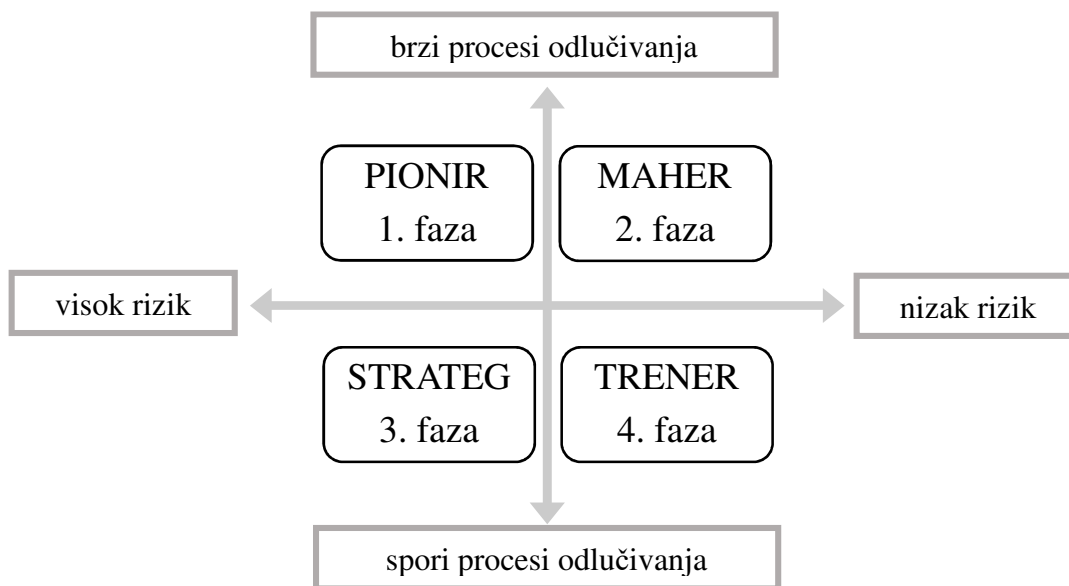 brzi procesi odlučivanja
PIONIR
1. faza
MAHER
2. faza
visok rizik
nizak rizik
STRATEG
3. faza
TRENER
4. faza
spori procesi odlučivanja